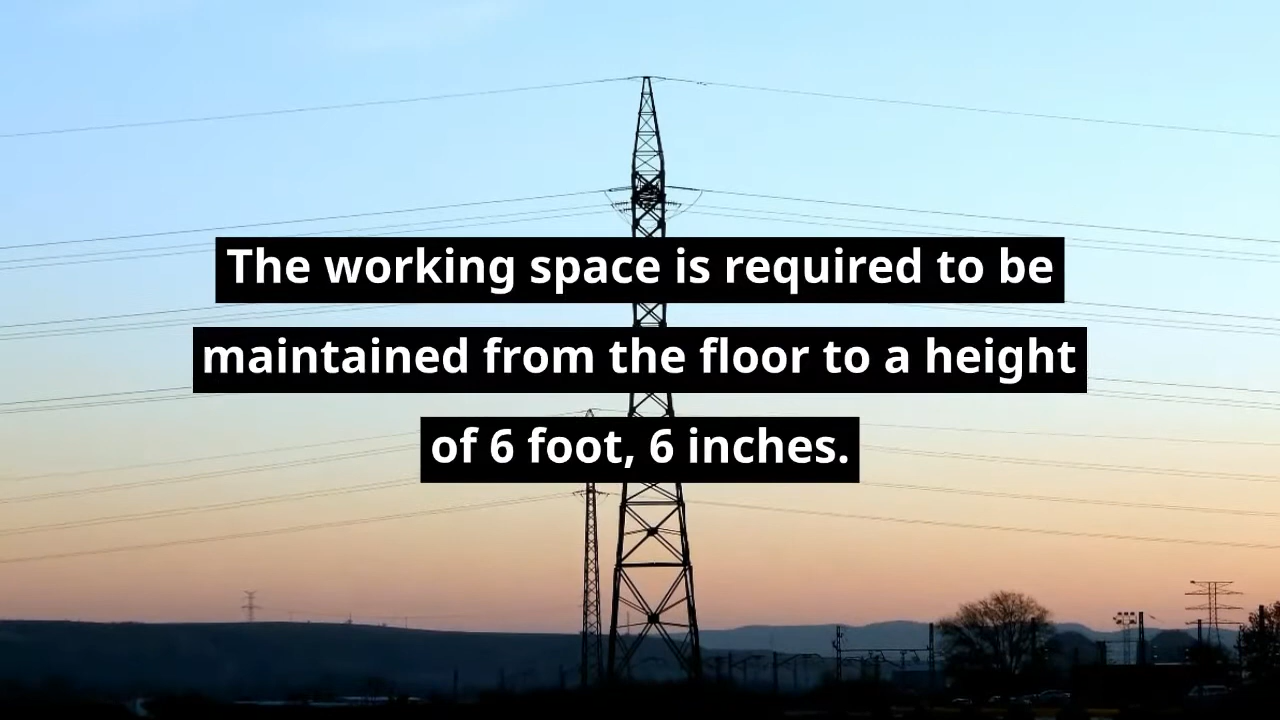 The working space is required to be
maintained from the floor to a height
of 6 foot, 6 inches.